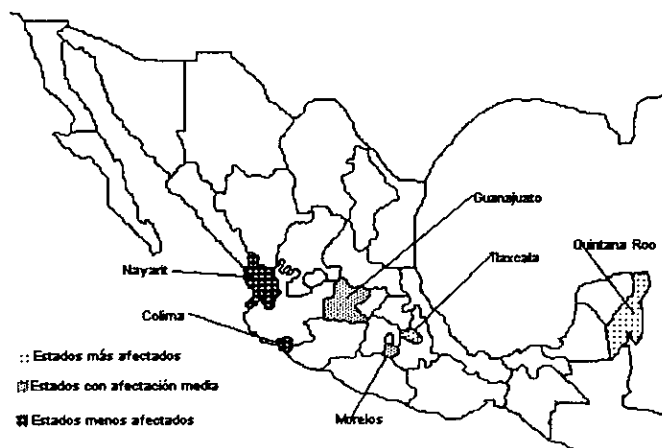 Guanajuato
Tlaxcala
Quintana Roo
Nayarit
Colima
Estados más afectados
Estados con afectación media
Estados menos afectados
Morelos